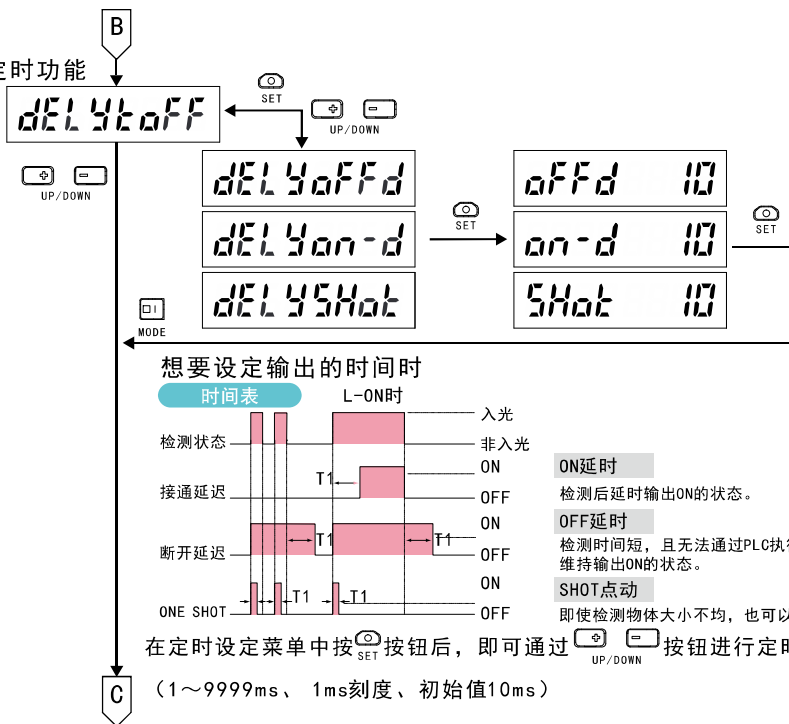 B
定时功能
dELYtoFF
SET
UP/DOWN
UP/DOWN
dELYoFFd
oFFd 10
dELYon-d
SET
on-d 10
SET
dELYSHot
SHot 10
MODE
想要设定输出的时间时
时间表 L-ON时
入光
检测状态
非入光
T1
ON
ON延时
接通延迟
OFF
检测后延时输出ON的状态。
ON
OFF延时
断开延迟
T1
T1
OFF
检测时间短，且无法通过PLC执行
维持输出ON的状态。
ON
SHOT点动
T1
T1
ONE SHOT
OFF
即使检测物体大小不均，也可以
在定时设定菜单中按SET按钮后，即可通过UP/DOWN按钮进行定时
（1～9999ms、 1ms刻度、初始值10ms）
C